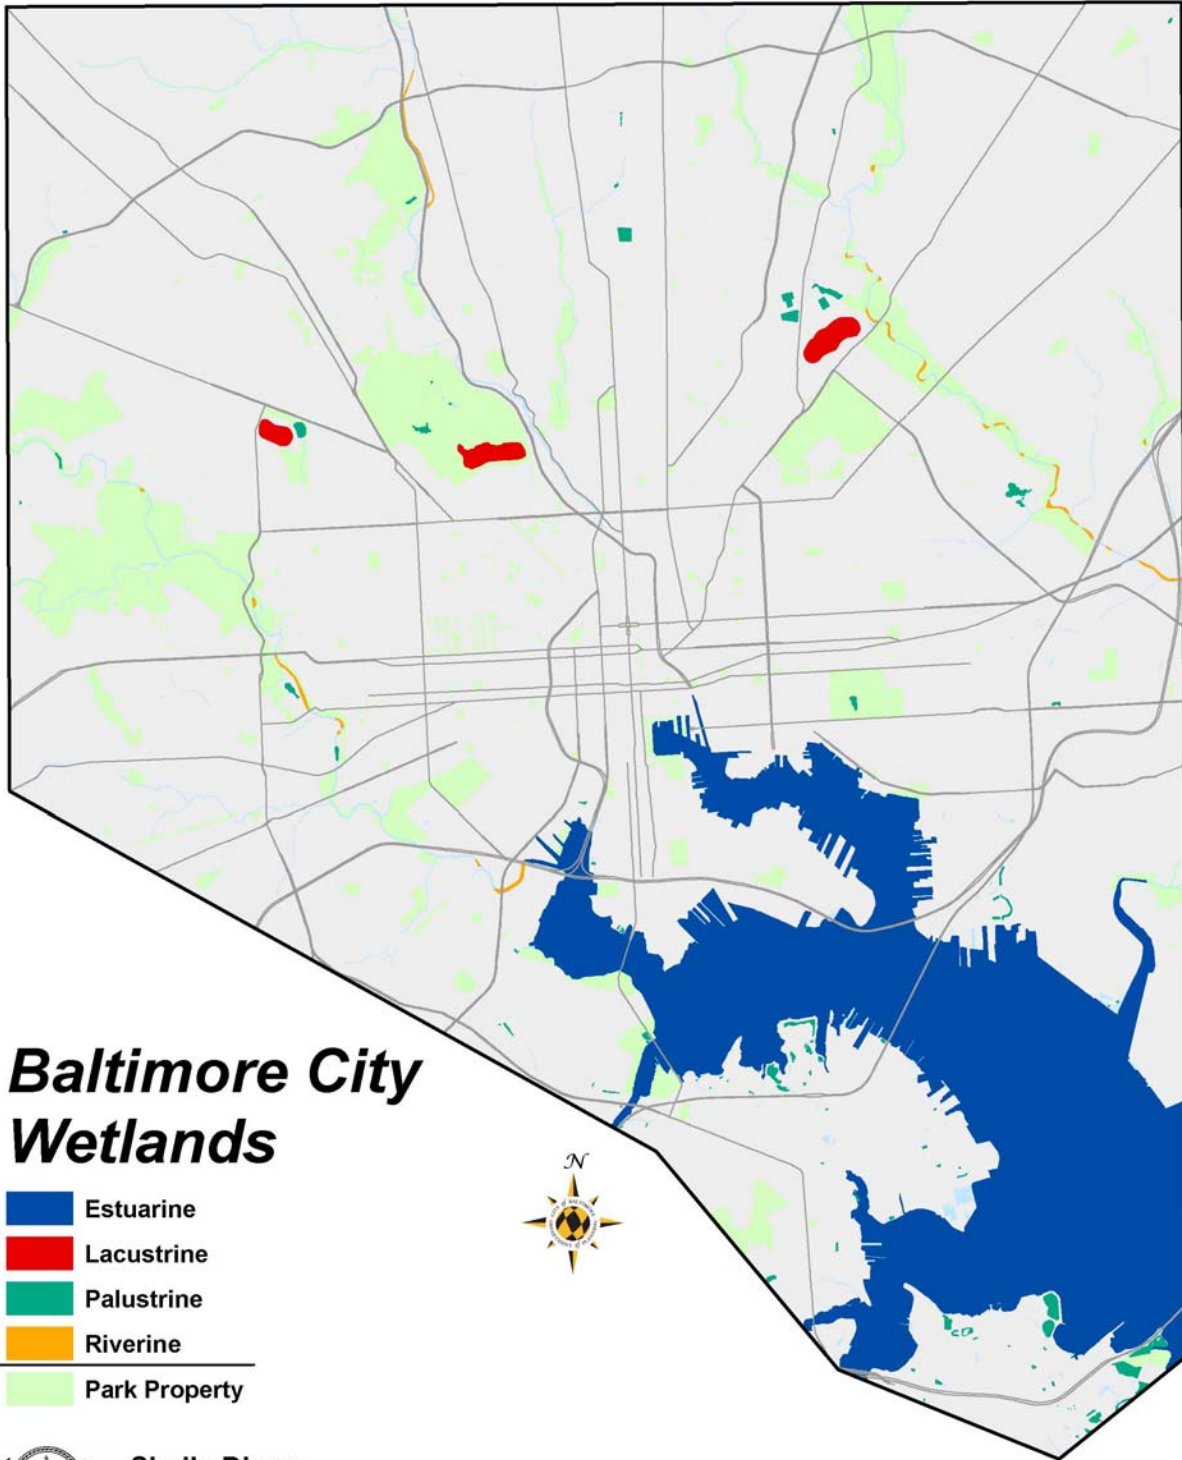 Baltimore City
Wetlands
N
Estuarine
Lacustrine
Palustrine
Riverine
Park Property